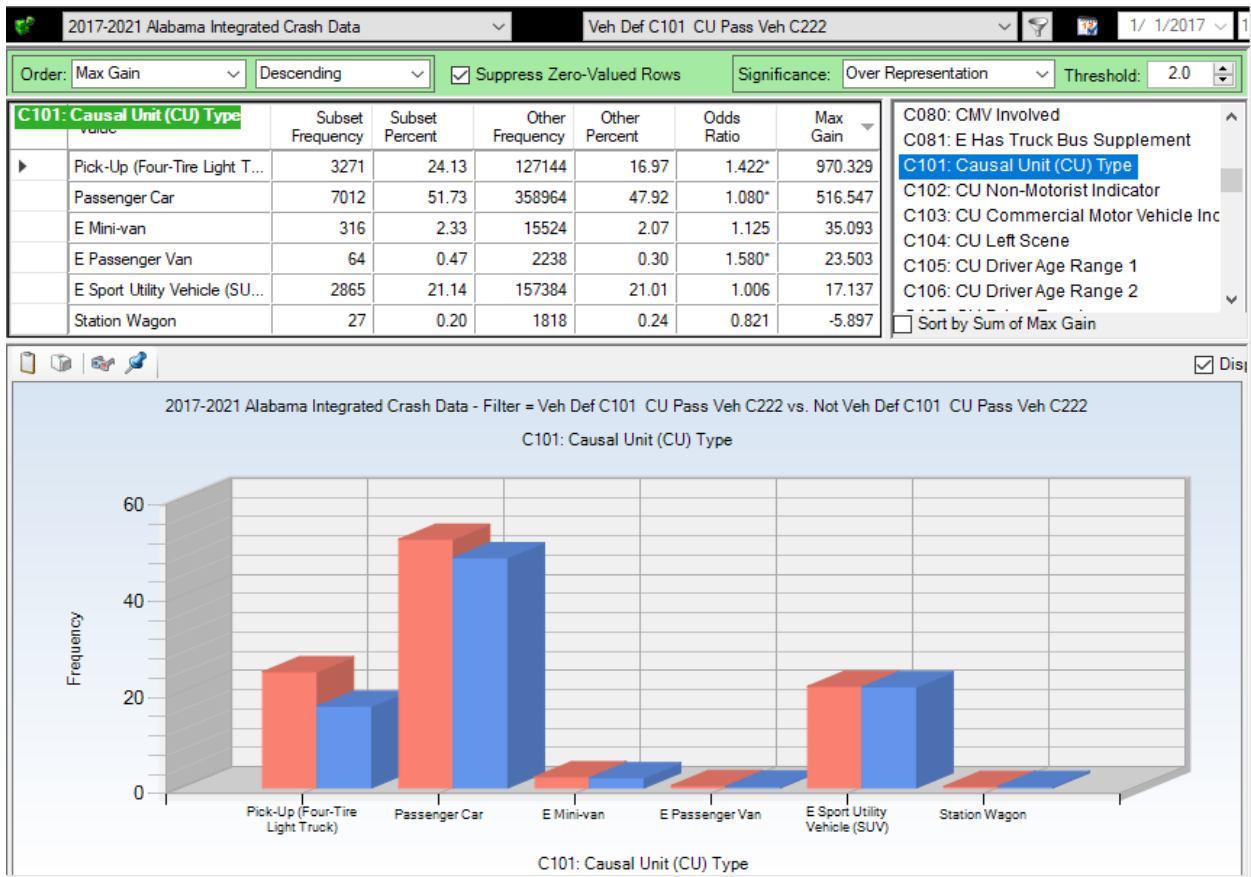 2017-2021 Alabama Integrated Crash Data Veh Def C101 CU Pass Veh C222 1/ 1/2017 1
Order: Max Gain Descending Suppress Zero-Valued Rows Significance: Over Representation Threshold: 2.0
C101: Causal Unit (CU) Type Subset Frequency Subset Percent Other Frequency Other Percent Odds Ratio Max Gain
Pick-Up (Four-Tire Light T... 3271 24.13 127144 16.97 1.422* 970.329
Passenger Car 7012 51.73 358964 47.92 1.080* 516.547
E Mini-van 316 2.33 15524 2.07 1.125 35.093
E Passenger Van 64 0.47 2238 0.30 1.580* 23.503
E Sport Utility Vehicle (SU... 2865 21.14 157384 21.01 1.006 17.137
Station Wagon 27 0.20 1818 0.24 0.821 -5.897
C080: CMV Involved
C081: E Has Truck Bus Supplement
C101: Causal Unit (CU) Type
C102: CU Non-Motorist Indicator
C103: CU Commercial Motor Vehicle Inc
C104: CU Left Scene
C105: CU Driver Age Range 1
C106: CU Driver Age Range 2
Sort by Sum of Max Gain
Disp
2017-2021 Alabama Integrated Crash Data - Filter = Veh Def C101 CU Pass Veh C222 vs. Not Veh Def C101 CU Pass Veh C222
C101: Causal Unit (CU) Type
60
40
20
0
Frequency
Pick-Up (Four-Tire
Light Truck)
Passenger Car
E Mini-van
E Passenger Van
E Sport Utility
Vehicle (SUV)
Station Wagon
C101: Causal Unit (CU) Type